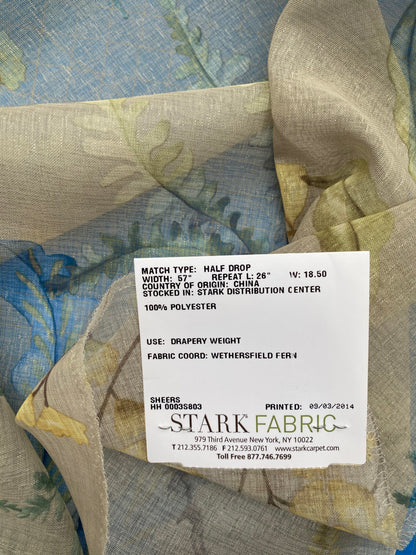 MATCH TYPE: HALF DROP
WIDTH: 57" REPEAT L: 26" W: 18.50
COUNTRY OF ORIGIN: CHINA
STOCKED IN: STARK DISTRIBUTION CENTER
100% POLYESTER
USE: DRAPERY WEIGHT
FABRIC COORD: WETHERSFIELD FERN
SHEERS
HH 0003S803 PRINTED: 09/03/2014
STARK FABRIC
979 Third Avenue New York, NY 10022
T 212.355.7186 F 212.593.0761 www.starkcarpet.com
Toll Free 877.746.7699